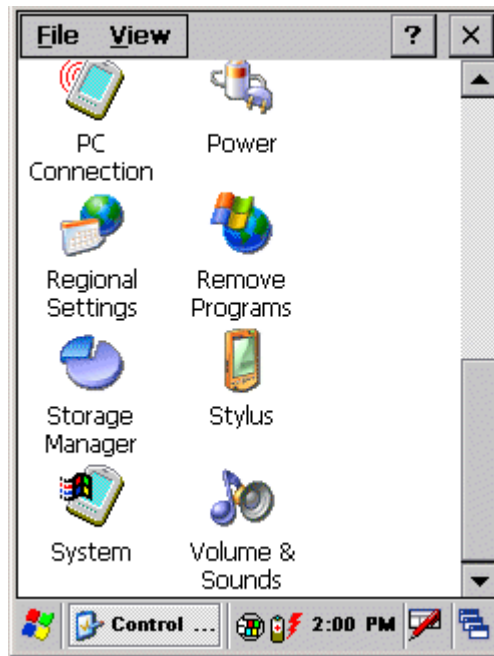 File View ? ×
PC
Connection
Power
Regional
Settings
Remove
Programs
Storage
Manager
Stylus
System
Volume &
Sounds
Control ... 2:00 PM